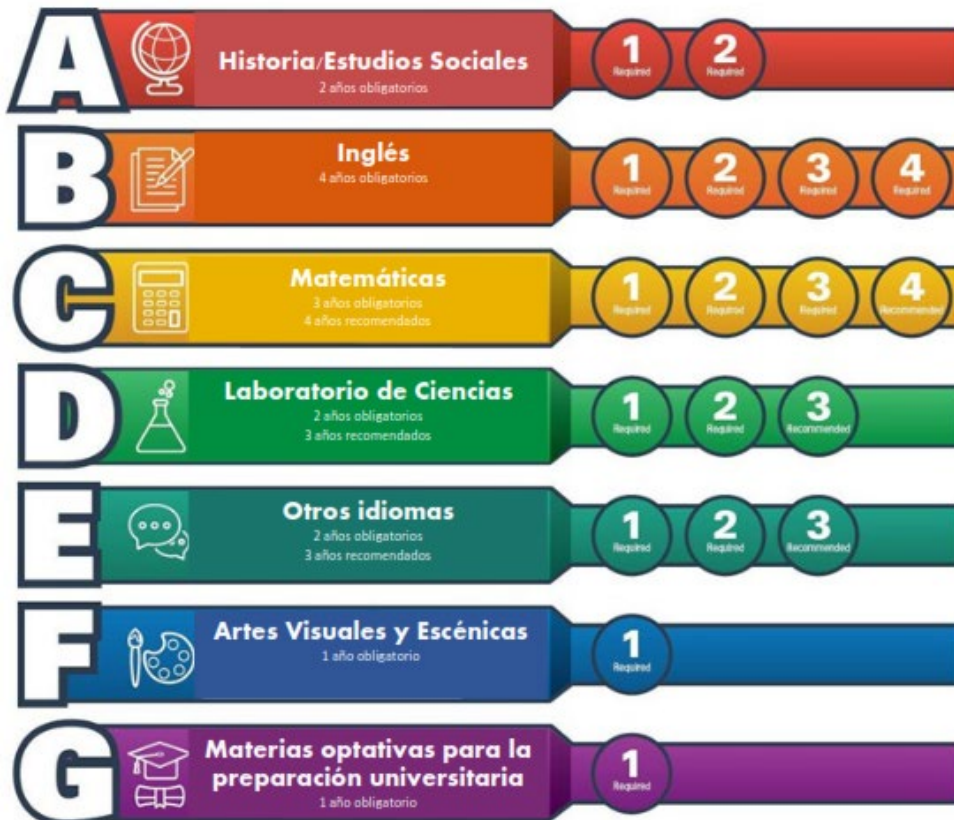 A
Historia/Estudios Sociales
2 años obligatorios
1 Required
2 Required
B
Inglés
4 años obligatorios
1 Required
2 Required
3 Required
4 Required
C
Matemáticas
3 años obligatorios
4 años recomendados
1 Required
2 Required
3 Required
4 Recommended
D
Laboratorio de Ciencias
2 años obligatorios
3 años recomendados
1 Required
2 Required
3 Recommended
E
Otros idiomas
2 años obligatorios
3 años recomendados
1 Required
2 Required
3 Recommended
F
Artes Visuales y Escénicas
1 año obligatorio
1 Required
G
Materias optativas para la
preparación universitaria
1 año obligatorio
1 Required